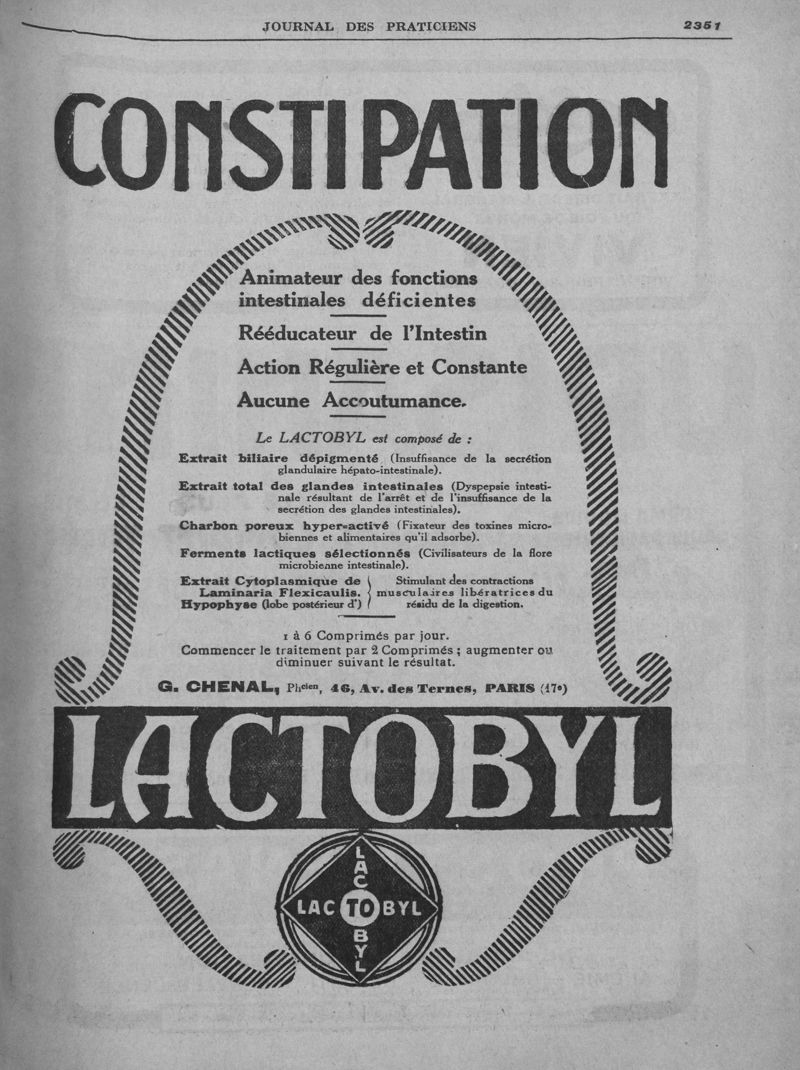 JOURNAL DES PRATICIENS 2351
CONSTIPATION
Animateur des fonctions
intestinales déficientes
Rééducateur de l'Intestin
Action Régulière et Constante
Aucune Accoutumance.
Le LACTOBYL est composé de :
Extrait biliaire dépigmenté (Insuffisance de la secrétion
glandulaire hépato-intestinale).
Extrait total des glandes intestinales (Dyspepsie intesti-
nale résultant de l'arrêt et de l'insuffisance de la
secrétion des glandes intestinales).
Charbon poreux hyper-activé (Fixateur des toxines micro-
biennes et alimentaires qu'il adsorbe).
Ferments lactiques sélectionnés (Civilisateurs de la flore
microbienne intestinale).
Extrait Cytoplasmique de
Laminaria Flexicaulis.
Hypophyse (lobe postérieur d')
Stimulant des contractions
musculaires libératrices du
résidu de la digestion.
1 à 6 Comprimés par jour.
Commencer le traitement par 2 Comprimés ; augmenter ou
diminuer suivant le résultat.
G. CHENAL, Phcien, 46, Av. des Ternes, PARIS (17e)
LACTOBYL
LACTOBYL
LACTOBYL